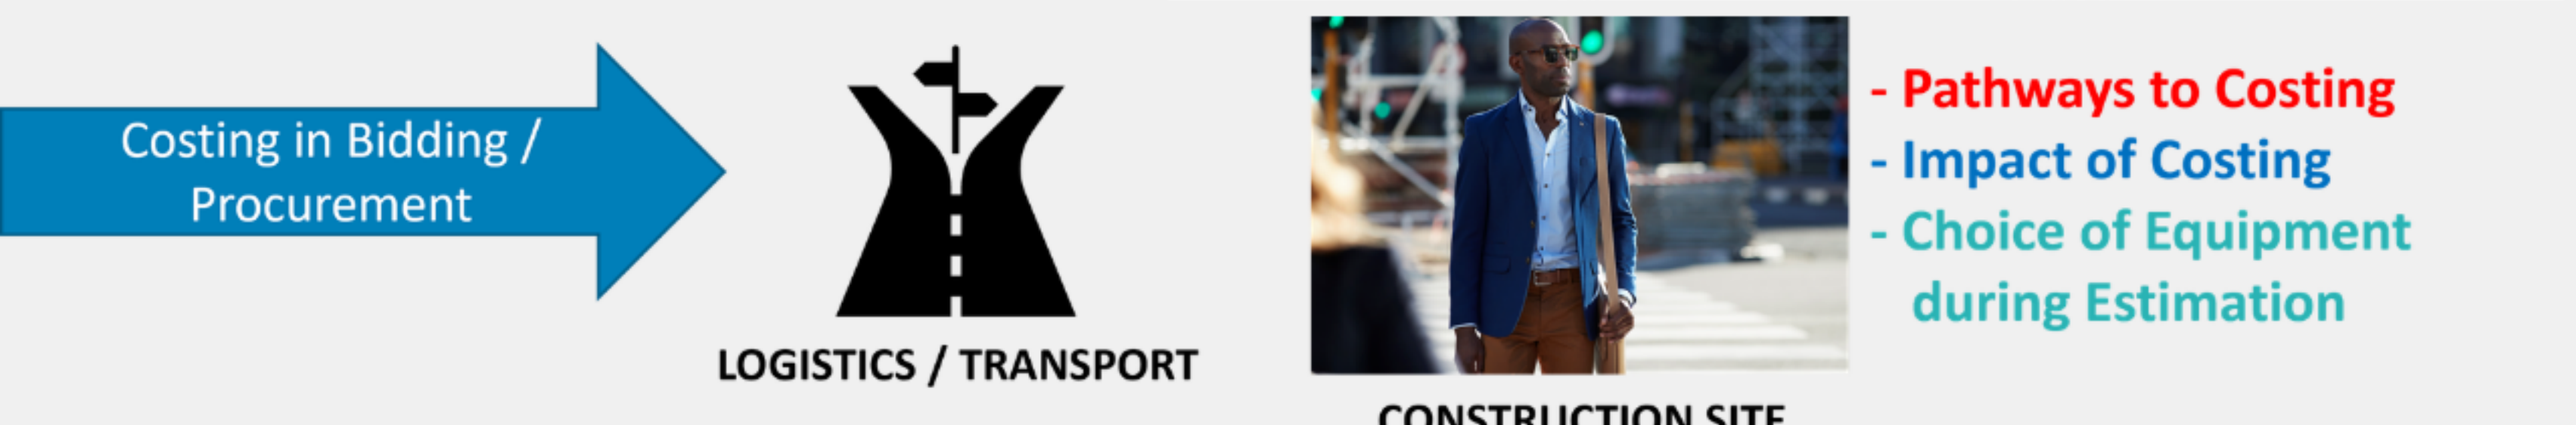 Costing in Bidding /
Procurement
LOGISTICS / TRANSPORT
CONSTRUCTION SITE
- Pathways to Costing
- Impact of Costing
- Choice of Equipment
during Estimation